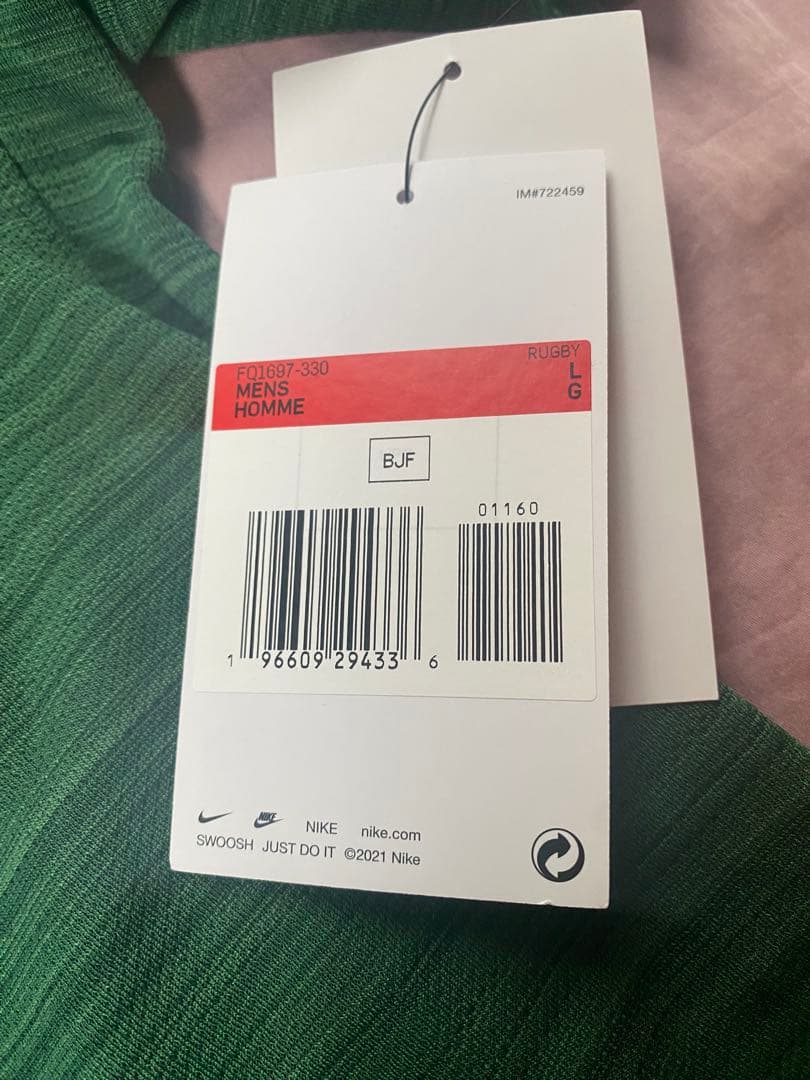 IM#722459
FQ1697-330 RUGBY
MENS L
HOMME G
BJF
01160
1 96609 29433 6
NIKE NIKE nike.com
SWOOSH JUST DO IT ©2021 Nike